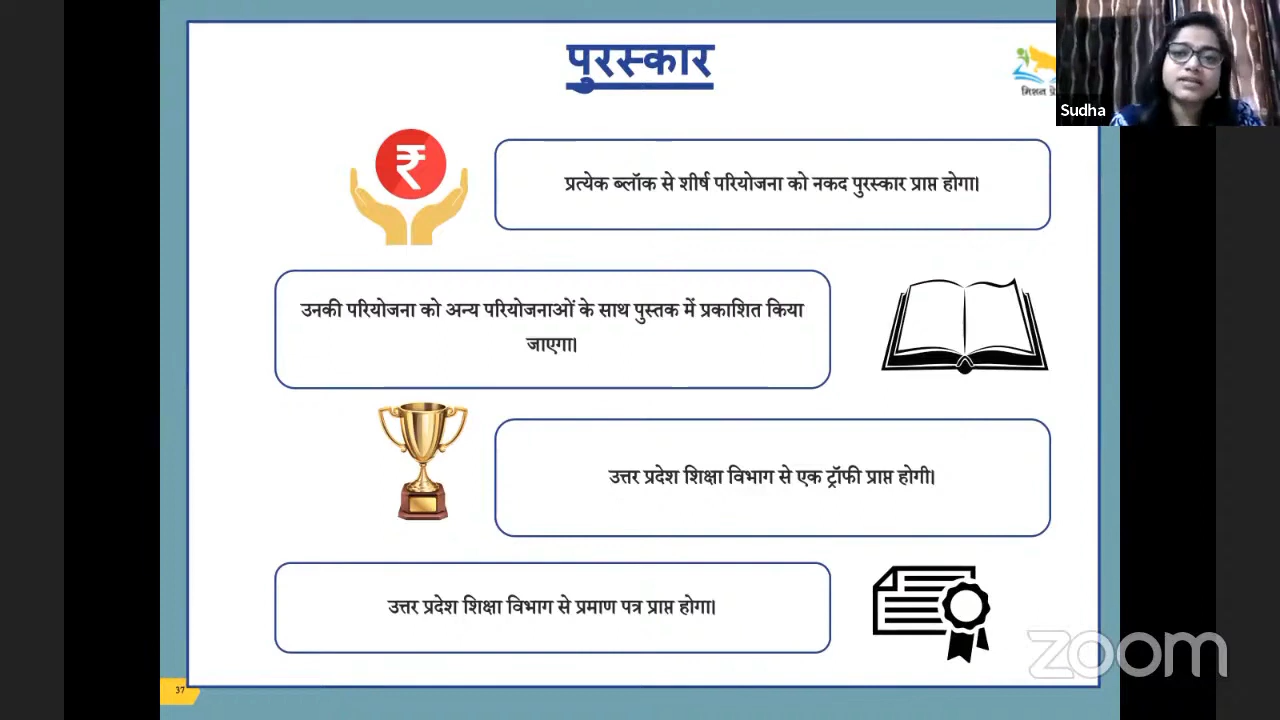 पुरस्कार
मिशन
Sudha
₹
प्रत्येक ब्लॉक से शीर्ष परियोजना को नकद पुरस्कार प्राप्त होगा।
उनकी परियोजना को अन्य परियोजनाओं के साथ पुस्तक में प्रकाशित किया
जाएगा।
उत्तर प्रदेश शिक्षा विभाग से एक ट्रॉफी प्राप्त होगी।
उत्तर प्रदेश शिक्षा विभाग से प्रमाण पत्र प्राप्त होगा।
zoom
37